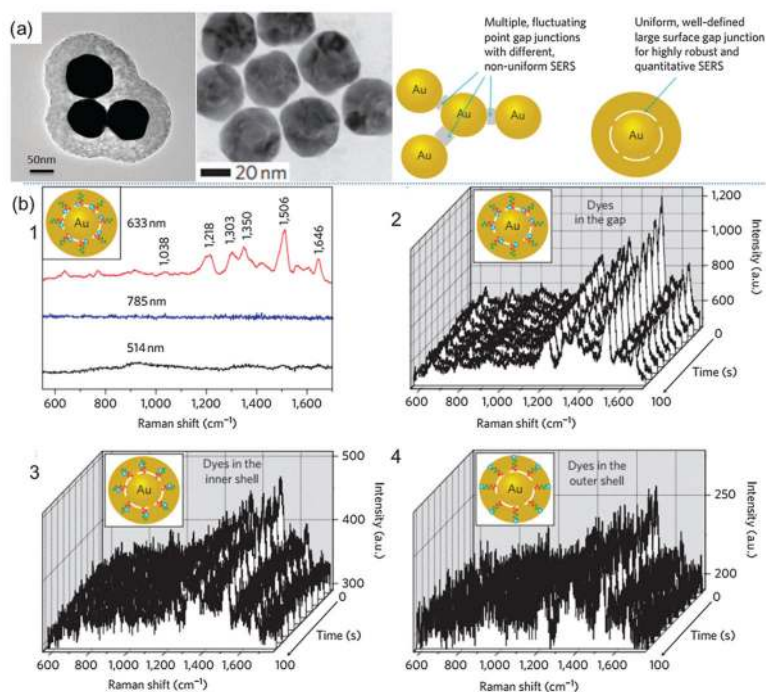 (a)
50nm
20 nm
Multiple, fluctuating
point gap junctions
with different,
non-uniform SERS
Au
Au
Au
Au
Uniform, well-defined
large surface gap junction
for highly robust and
quantitative SERS
Au
(b)
1
Au
633 nm
1,038
1,218
1,303
1,350
1,506
1,646
785 nm
514 nm
600 800 1,000 1,200 1,400 1,600
Raman shift (cm⁻¹)
2
Au
Dyes
in the gap
1,200
1,000
800
600
Intensity
(a.u.)
0
Time (s)
100
600 800 1,000 1,200 1,400 1,600
Raman shift (cm⁻¹)
3
Au
Dyes in the
inner shell
500
400
300
Intensity
(a.u.)
0
Time (s)
100
600 800 1,000 1,200 1,400 1,600
Raman shift (cm⁻¹)
4
Au
Dyes in the
outer shell
250
200
Intensity
(a.u.)
0
Time (s)
100
600 800 1,000 1,200 1,400 1,600
Raman shift (cm⁻¹)